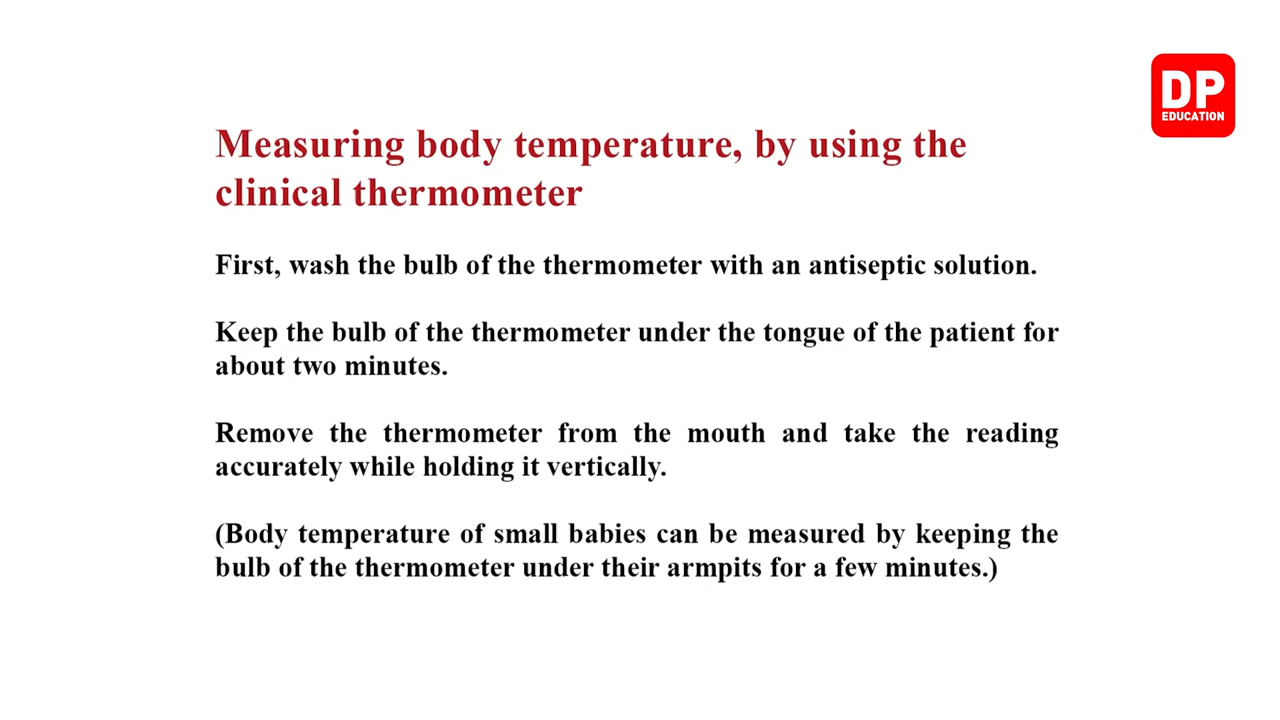 DP
EDUCATION
Measuring body temperature, by using the
clinical thermometer
First, wash the bulb of the thermometer with an antiseptic solution.
Keep the bulb of the thermometer under the tongue of the patient for
about two minutes.
Remove the thermometer from the mouth and take the reading
accurately while holding it vertically.
(Body temperature of small babies can be measured by keeping the
bulb of the thermometer under their armpits for a few minutes.)